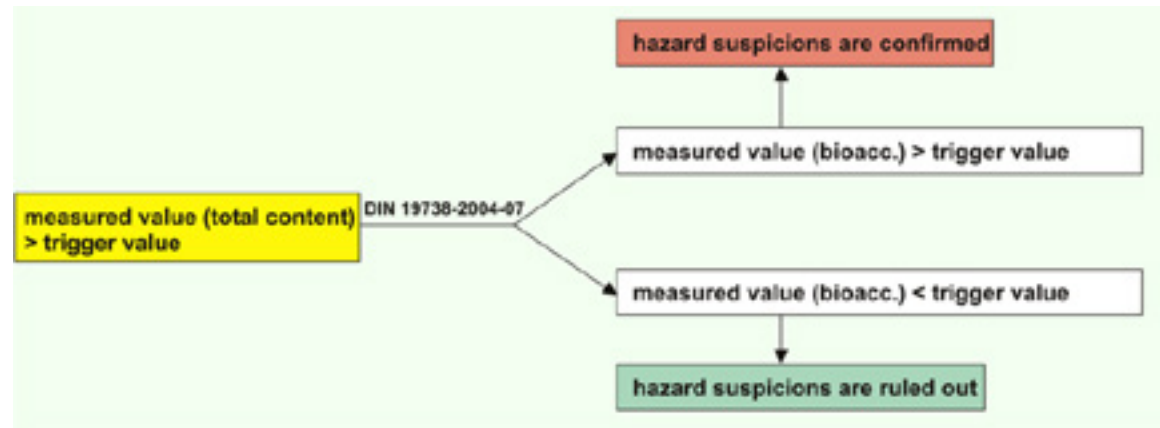 hazard suspicions are confirmed
measured value (bioacc.) > trigger value
measured value (total content)
> trigger value
DIN 19738-2004-07
measured value (bioacc.) < trigger value
hazard suspicions are ruled out